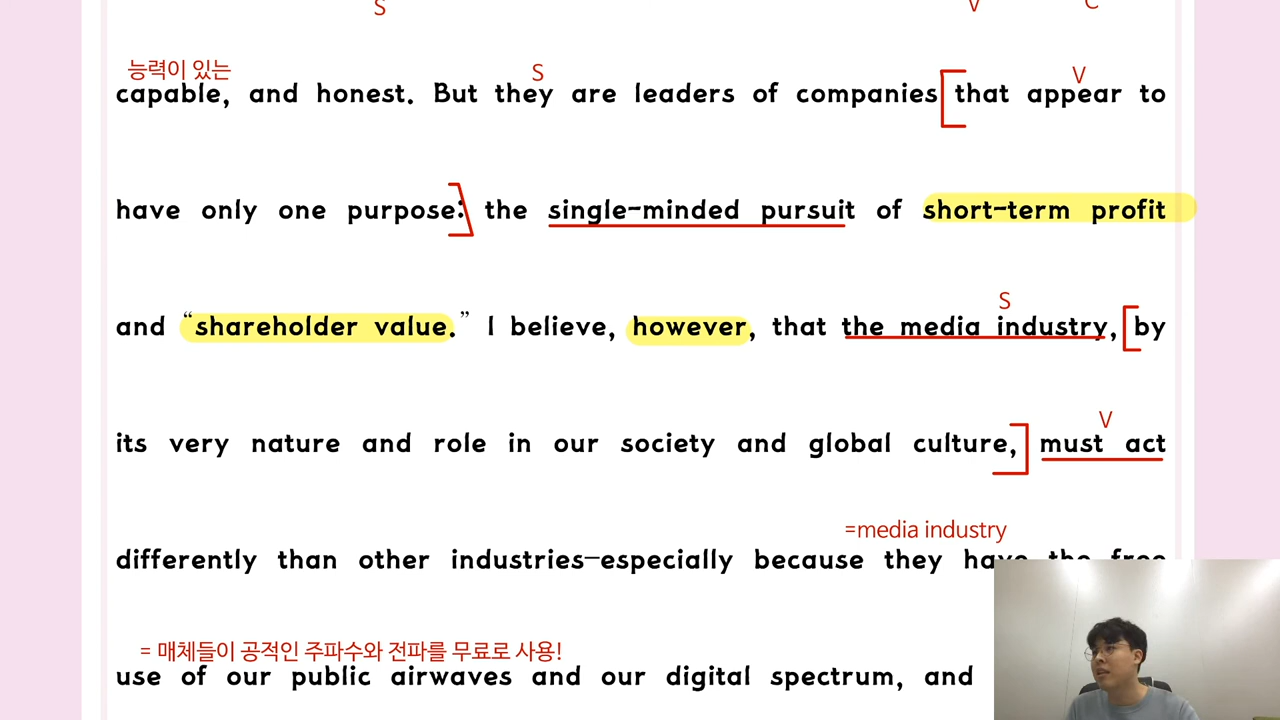 S V C
능력이 있는 S V
capable, and honest. But they are leaders of companies that appear to
have only one purpose: the single-minded pursuit of short-term profit
S
and “shareholder value.” I believe, however, that the media industry, by
V
its very nature and role in our society and global culture, must act
=media industry
differently than other industries—especially because they have the free
= 매체들이 공적인 주파수와 전파를 무료로 사용!
use of our public airwaves and our digital spectrum, and